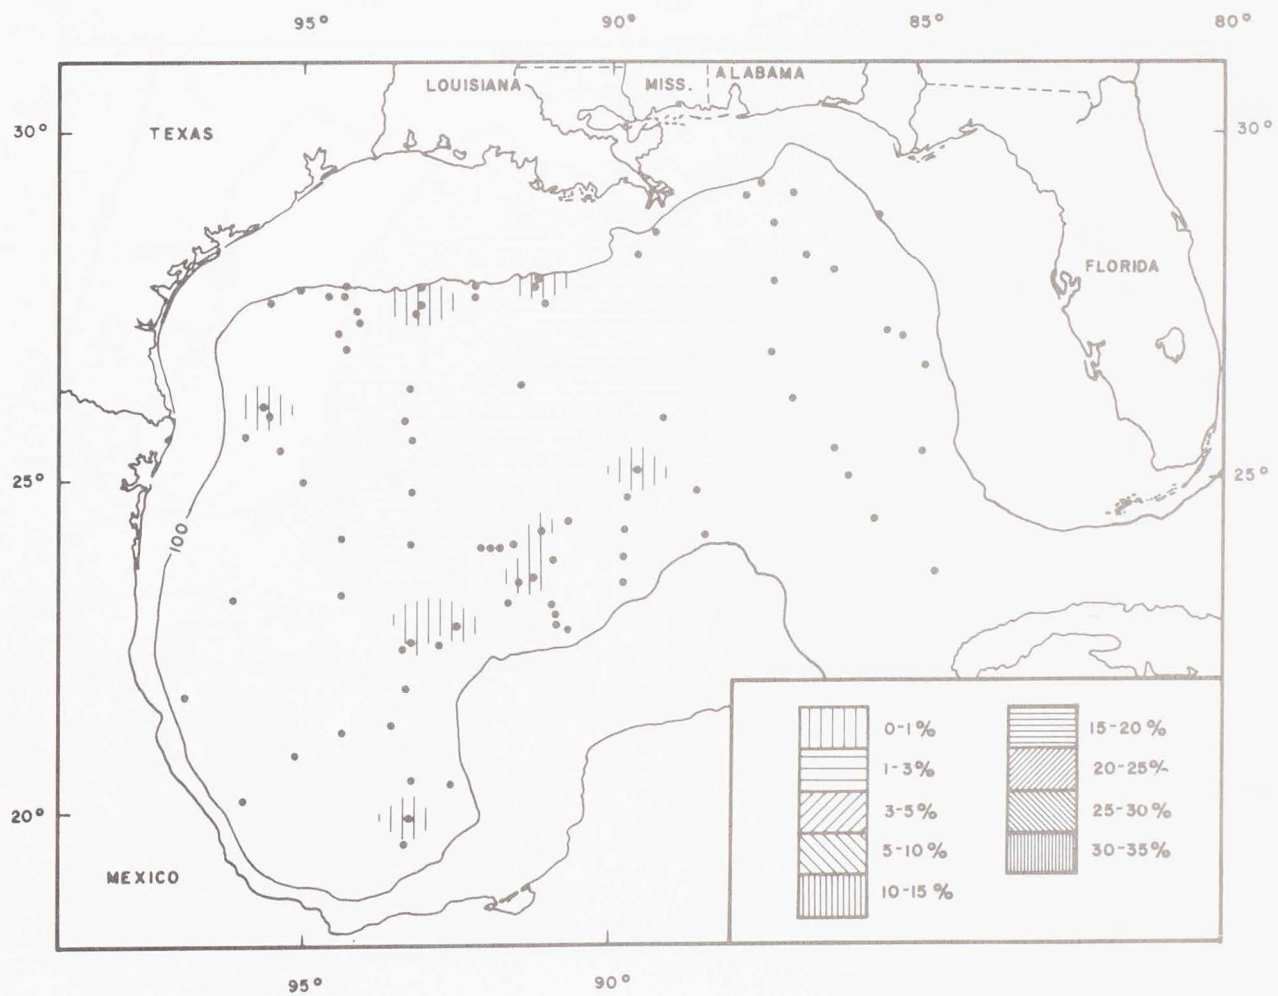 95° 90° 85° 80°
LOUISIANA MISS. ALABAMA
30° TEXAS 30°
FLORIDA
25° 25°
100
0-1% 15-20%
1-3% 20-25%
3-5% 25-30%
20°
5-10% 30-35%
MEXICO
10-15%
95° 90°